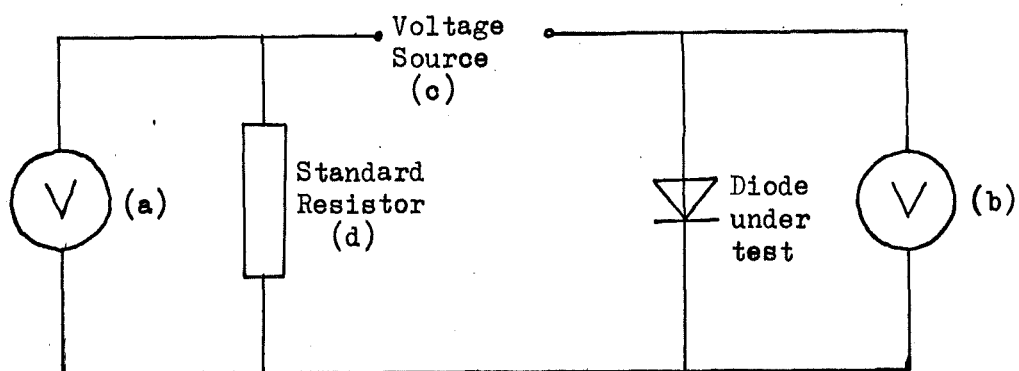 Voltage
Source
(c)
V
(a)
Standard
Resistor
(d)
Diode
under
test
V
(b)